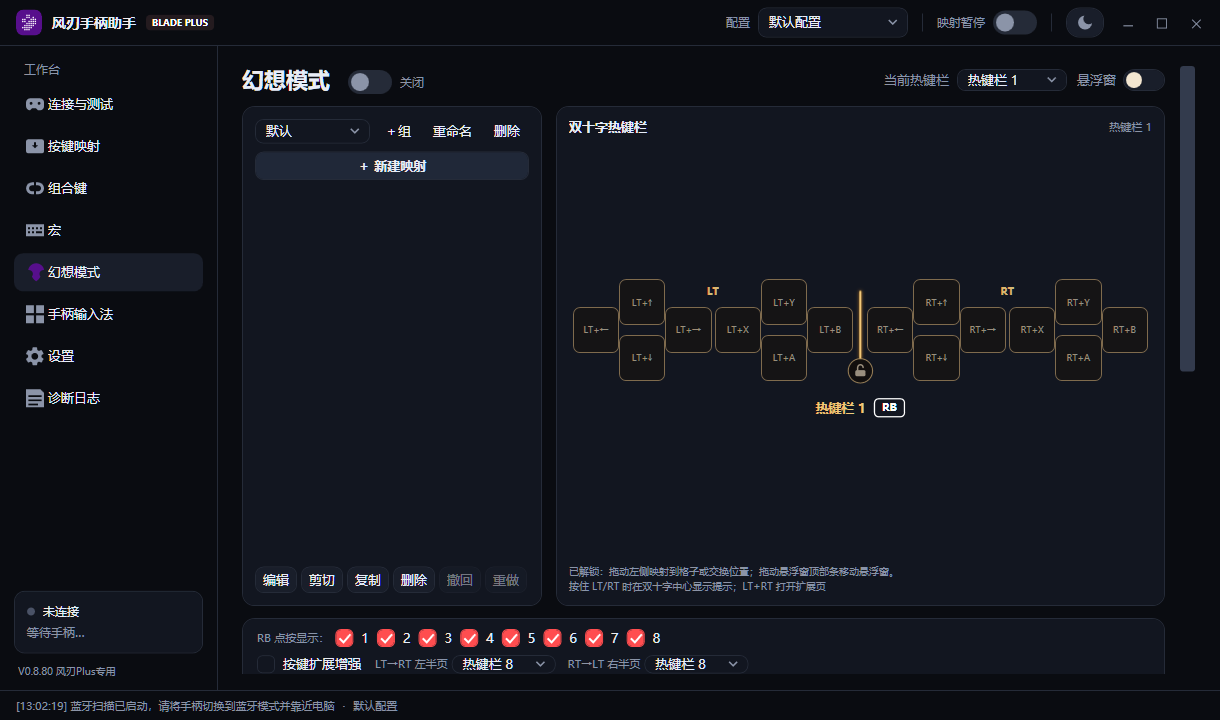 风刃手柄助手 BLADE PLUS 配置 默认配置 映射暂停
工作台
连接与测试
按键映射
组合键
宏
幻想模式
手柄输入法
设置
诊断日志
未连接
等待手柄...
V0.8.80 风刃Plus专用
幻想模式 关闭 当前热键栏 热键栏 1 悬浮窗
默认 +组 重命名 删除
+ 新建映射
编辑 剪切 复制 删除 撤回 重做
双十字热键栏 热键栏 1
LT RT
LT+↑ LT+Y RT+↑ RT+Y
LT+← LT+→ LT+X LT+B RT+← RT+→ RT+X RT+B
LT+↓ LT+A RT+↓ RT+A
热键栏 1 RB
已解锁：拖动左侧映射到格子或交换位置；拖动悬浮窗顶部条移动悬浮窗。
按住 LT/RT 时在双十字中心显示提示；LT+RT 打开扩展页
RB 点按显示: 1 2 3 4 5 6 7 8
按键扩展增强 LT→RT 左半页 热键栏 8 RT→LT 右半页 热键栏 8
[13:02:19] 蓝牙扫描已启动，请将手柄切换到蓝牙模式并靠近电脑 · 默认配置